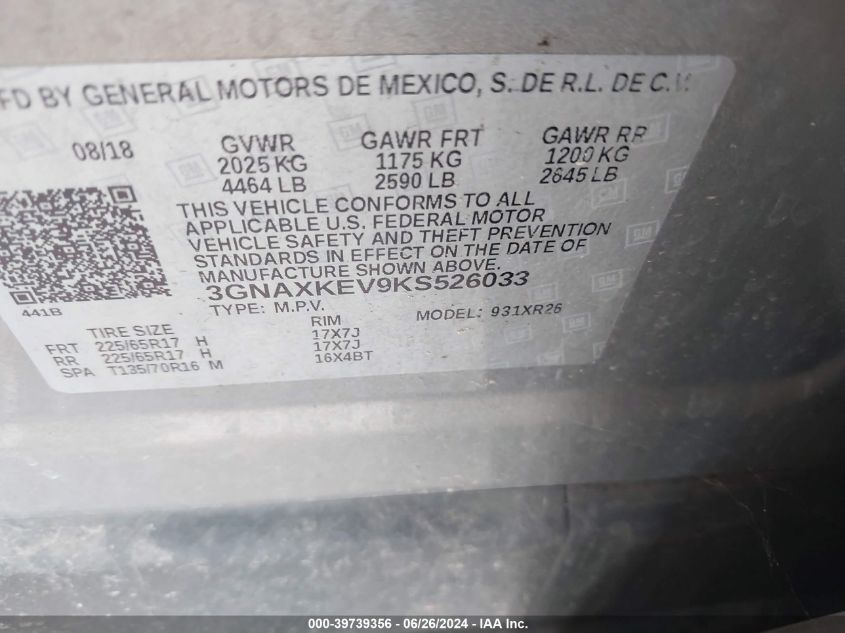 MFD BY GENERAL MOTORS DE MEXICO, S. DE R.L. DE C.V.
08/18 GVWR GAWR FRT GAWR RR
2025 KG 1175 KG 1200 KG
4464 LB 2590 LB 2645 LB
THIS VEHICLE CONFORMS TO ALL
APPLICABLE U.S. FEDERAL MOTOR
VEHICLE SAFETY AND THEFT PREVENTION
STANDARDS IN EFFECT ON THE DATE OF
MANUFACTURE SHOWN ABOVE.
3GNAXKEV9KS526033
441B TYPE: M.P.V. MODEL: 931XR26
TIRE SIZE RIM
FRT 225/65R17 H 17X7J
RR 225/65R17 H 17X7J
SPA T135/70R16 M 16X4BT
000-39739356 | 06/26/2024 - IAA Inc.